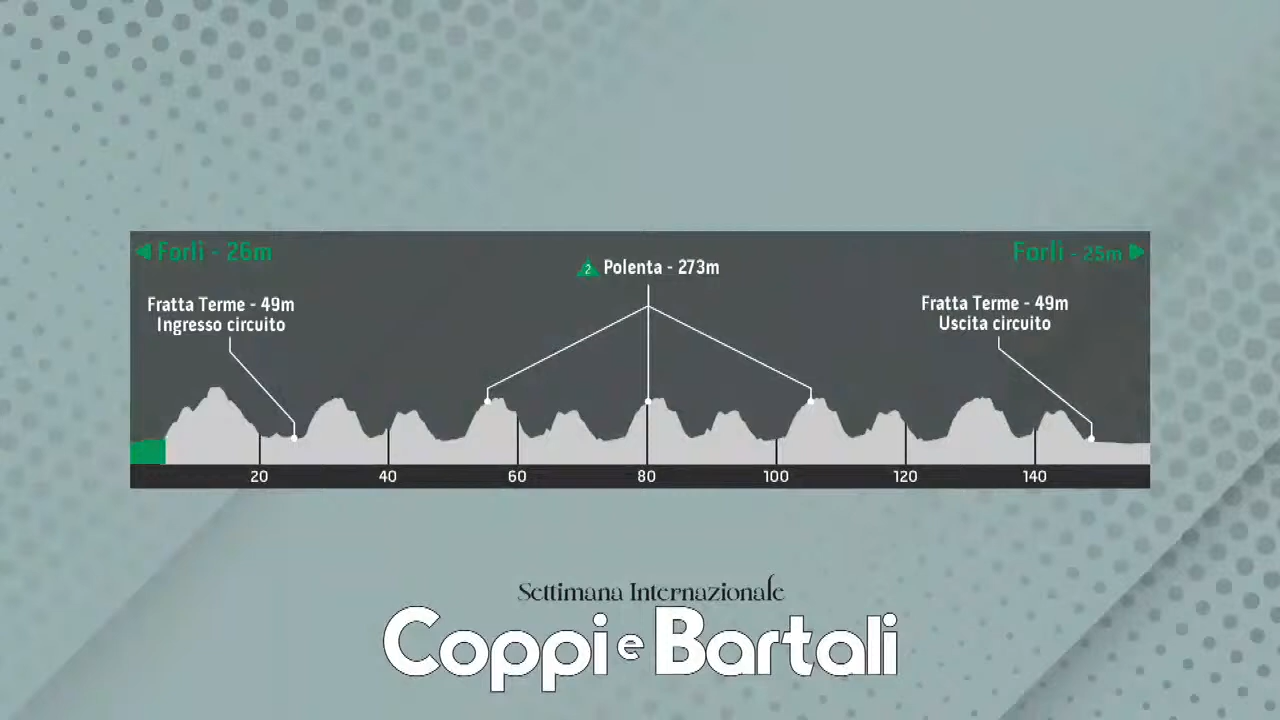 Forlì - 26m
Forlì - 25m
2 Polenta - 273m
Fratta Terme - 49m
Ingresso circuito
Fratta Terme - 49m
Uscita circuito
20 40 60 80 100 120 140
Settimana Internazionale
Coppi e Bartali